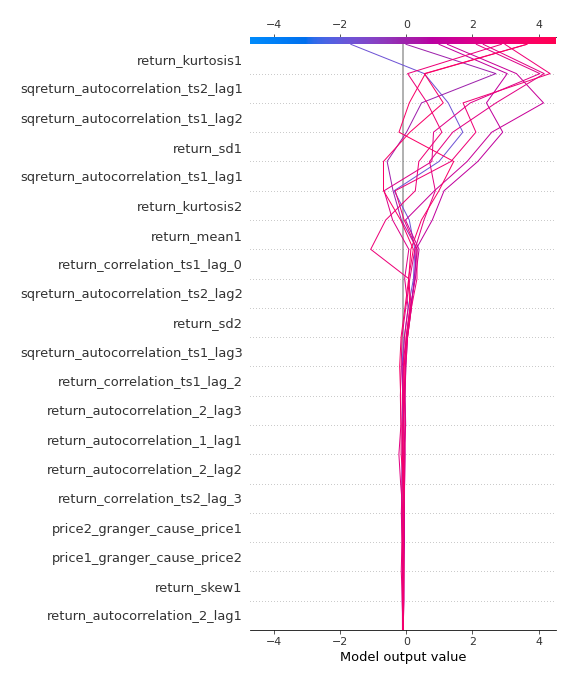 −4 −2 0 2 4
return_kurtosis1
sqreturn_autocorrelation_ts2_lag1
sqreturn_autocorrelation_ts1_lag2
return_sd1
sqreturn_autocorrelation_ts1_lag1
return_kurtosis2
return_mean1
return_correlation_ts1_lag_0
sqreturn_autocorrelation_ts2_lag2
return_sd2
sqreturn_autocorrelation_ts1_lag3
return_correlation_ts1_lag_2
return_autocorrelation_2_lag3
return_autocorrelation_1_lag1
return_autocorrelation_2_lag2
return_correlation_ts2_lag_3
price2_granger_cause_price1
price1_granger_cause_price2
return_skew1
return_autocorrelation_2_lag1
−4 −2 0 2 4
Model output value